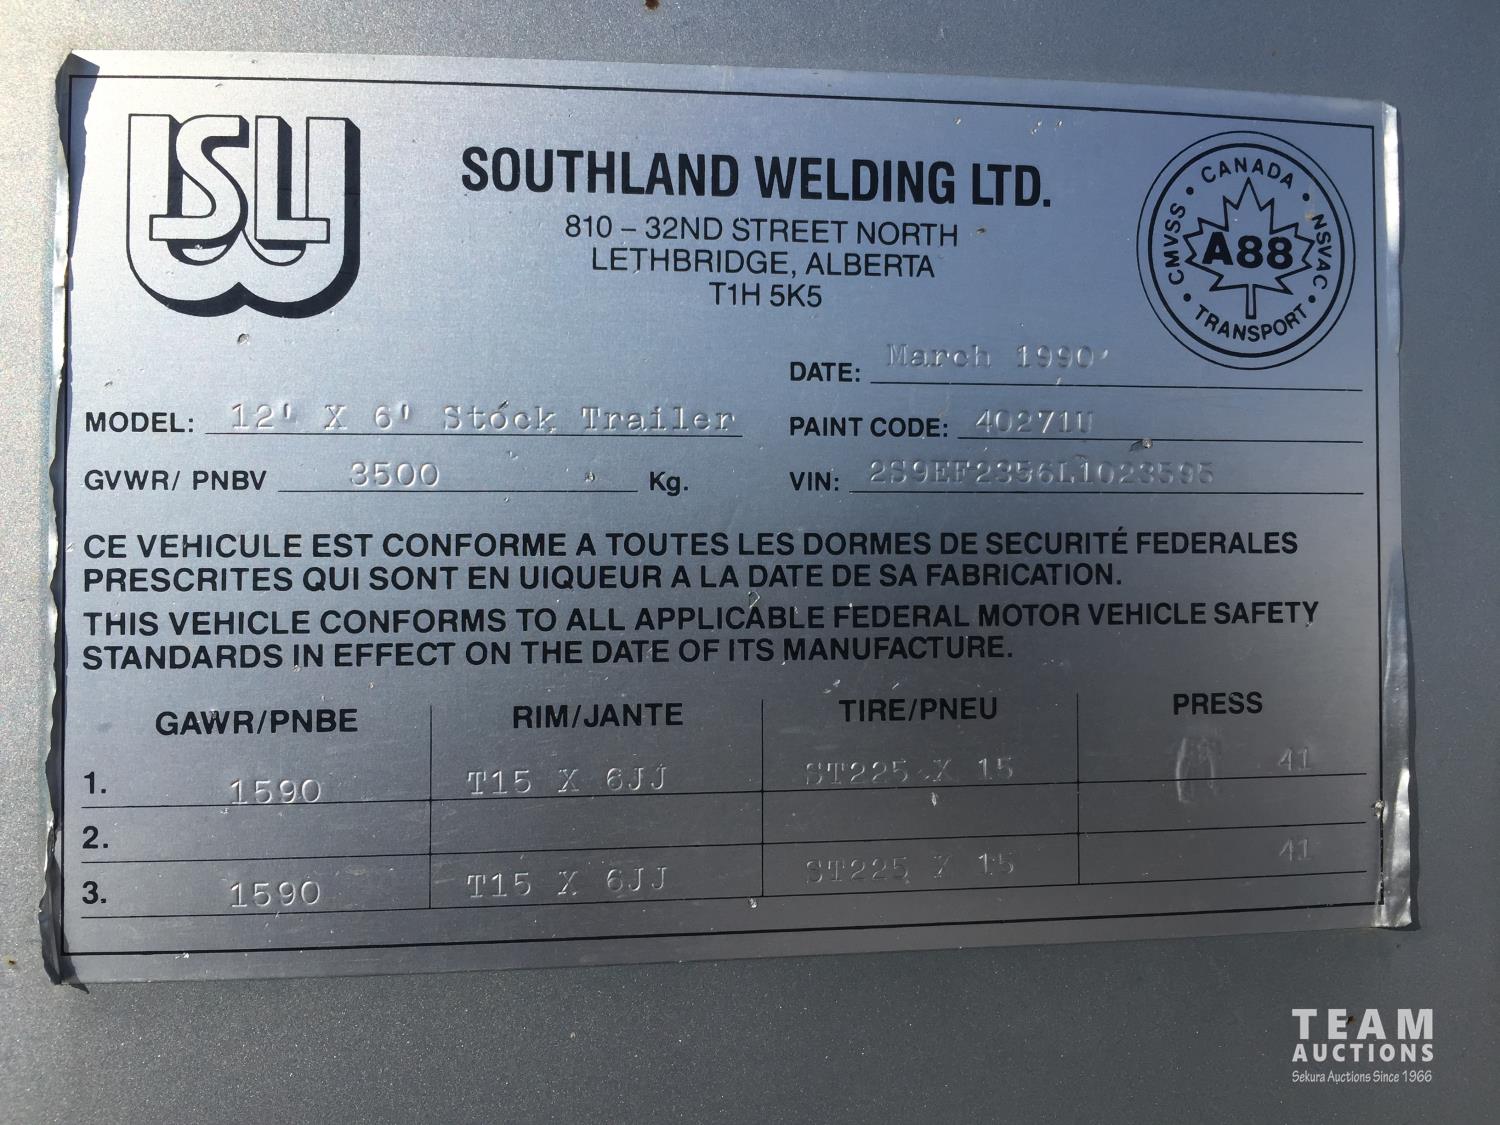 SWL
SOUTHLAND WELDING LTD.
810 – 32ND STREET NORTH
LETHBRIDGE, ALBERTA
T1H 5K5
CANADA
CMVSS • A88 • NSVAC
TRANSPORT
DATE: March 1990
MODEL: 12' X 6' Stock Trailer PAINT CODE: 40271U
GVWR/ PNBV 3500 Kg. VIN: 2S9EF2356L1023595
CE VEHICULE EST CONFORME A TOUTES LES DORMES DE SECURITÉ FEDERALES
PRESCRITES QUI SONT EN UIQUEUR A LA DATE DE SA FABRICATION.
THIS VEHICLE CONFORMS TO ALL APPLICABLE FEDERAL MOTOR VEHICLE SAFETY
STANDARDS IN EFFECT ON THE DATE OF ITS MANUFACTURE.
GAWR/PNBE RIM/JANTE TIRE/PNEU PRESS
1. 1590 T15 X 6JJ ST225 X 15 41
2.
3. 1590 T15 X 6JJ ST225 X 15 41
TEAM
AUCTIONS
Sekura Auctions Since 1966